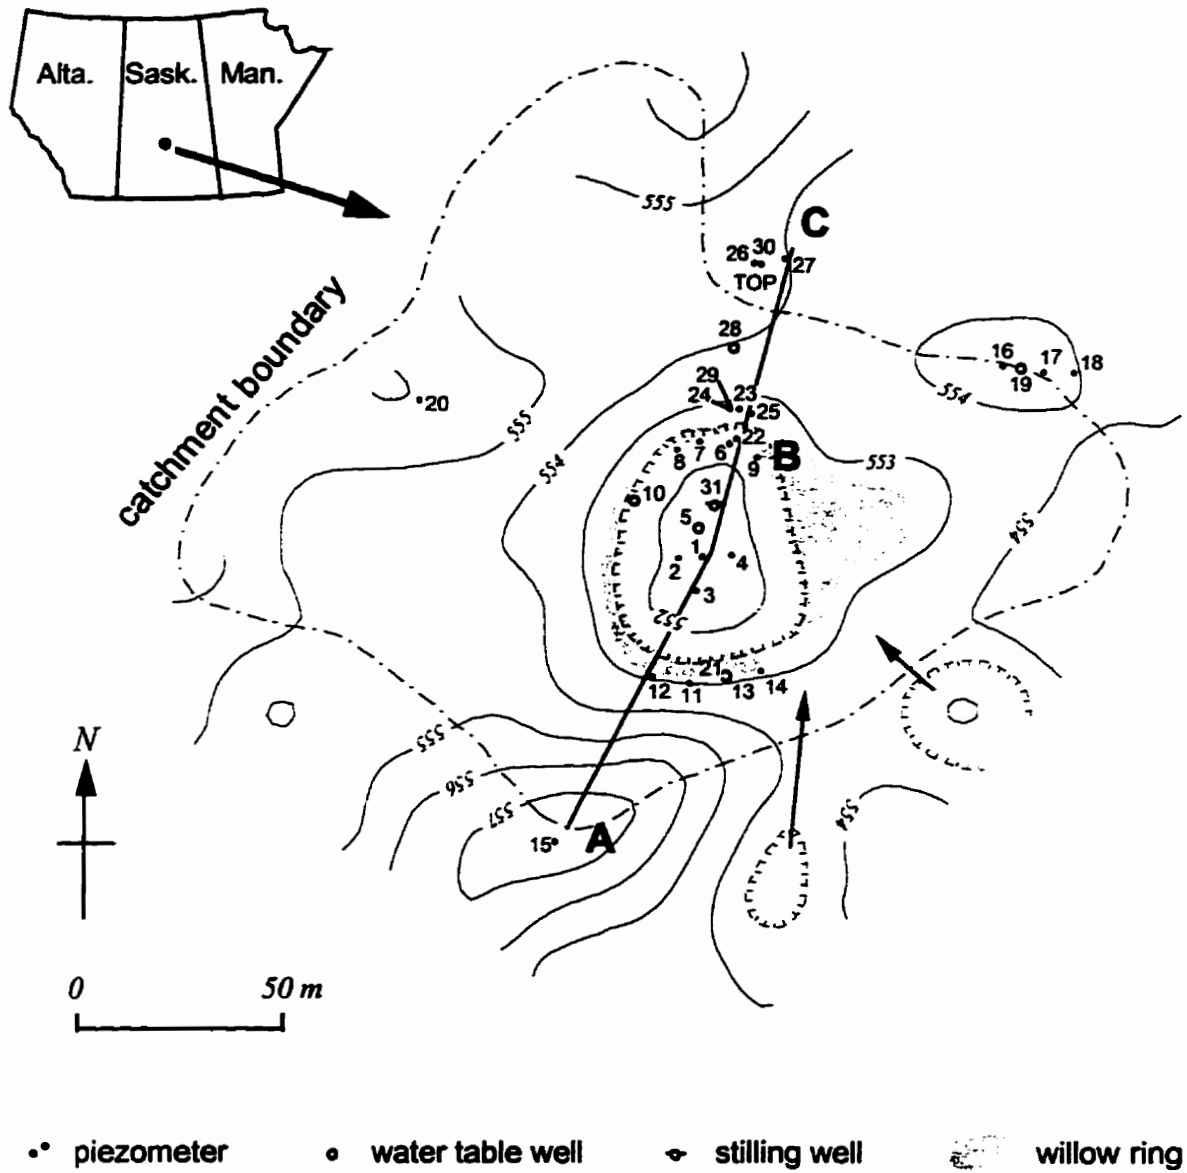 Alta. Sask. Man.
555
C
26 30
27
TOP
28
16 17 18
19
554
29
24 23
25
20
555
catchment boundary
22
7 6
8 9 B
553
554
10 31
5
554
1
2 4
3
552
21
12 11 13 14
N
555
556
557
554
15 A
0 50 m
piezometer water table well stilling well willow ring